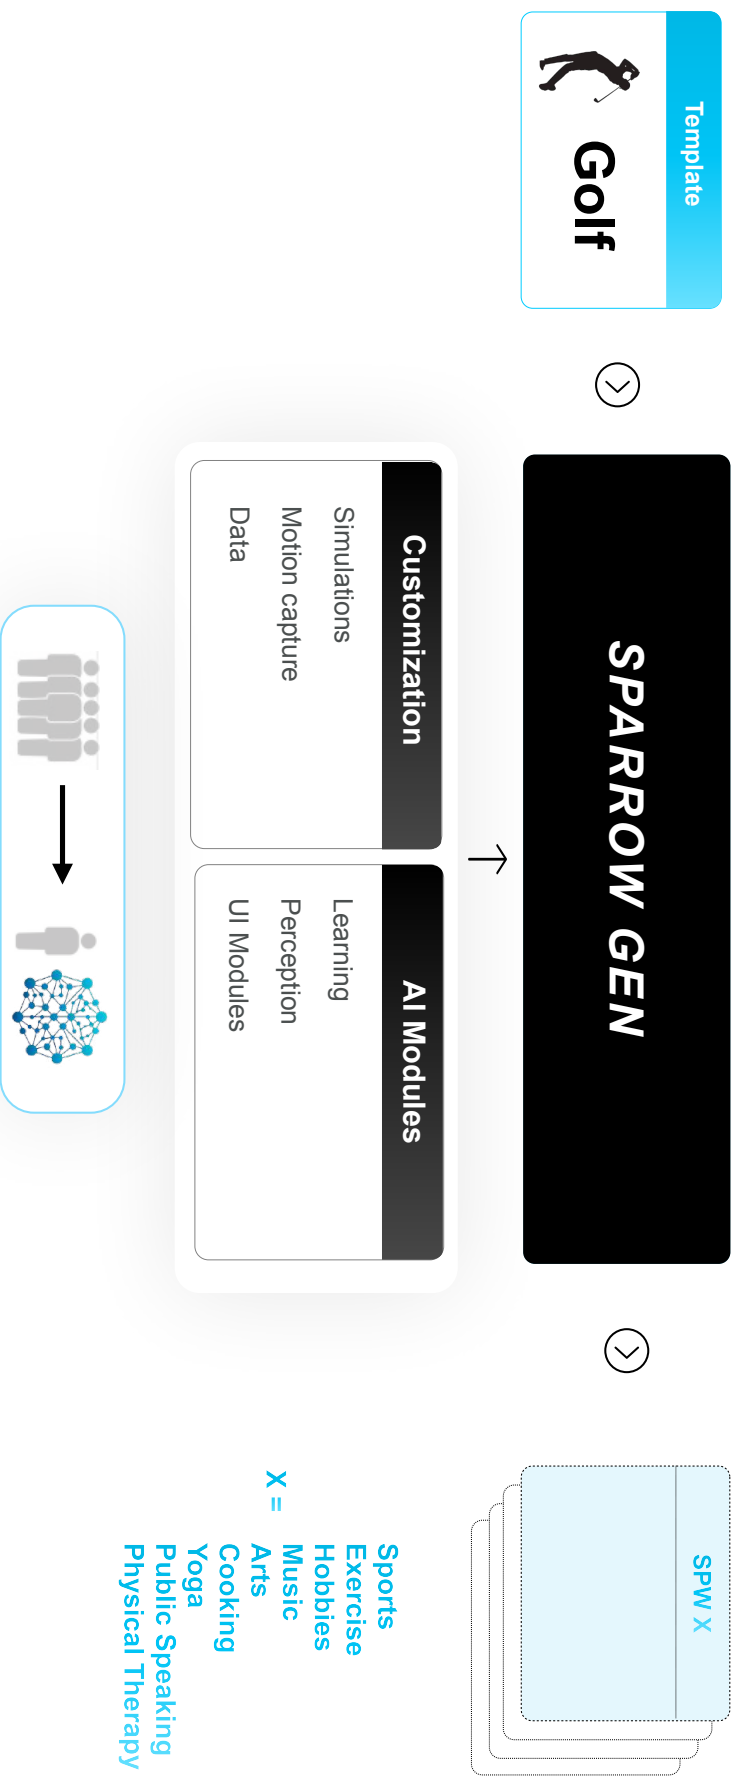 Template
Golf
SPARROW GEN
Customization
Simulations
Motion capture
Data
AI Modules
Learning
Perception
UI Modules
SPW X
X =
Sports
Exercise
Hobbies
Music
Arts
Cooking
Yoga
Public Speaking
Physical Therapy